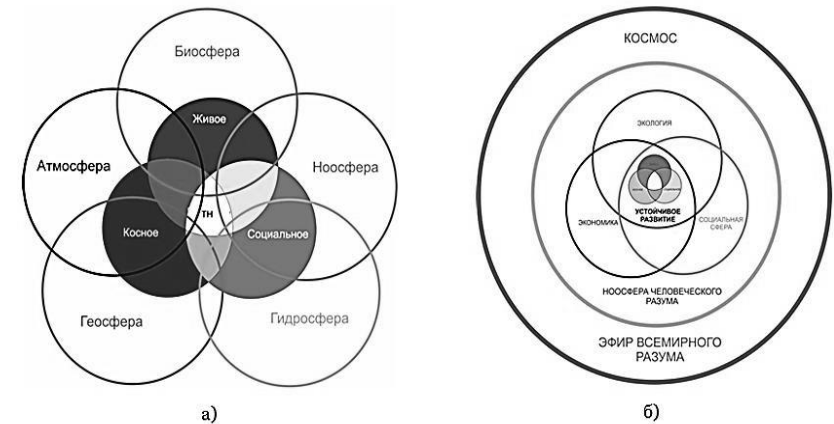 Биосфера
Живое
Атмосфера
Ноосфера
ТН
Косное
Социальное
Геосфера
Гидросфера
а)
КОСМОС
ЭКОЛОГИЯ
УСТОЙЧИВОЕ
РАЗВИТИЕ
ЭКОНОМИКА
СОЦИАЛЬНАЯ
СФЕРА
НООСФЕРА ЧЕЛОВЕЧЕСКОГО
РАЗУМА
ЭФИР ВСЕМИРНОГО
РАЗУМА
б)